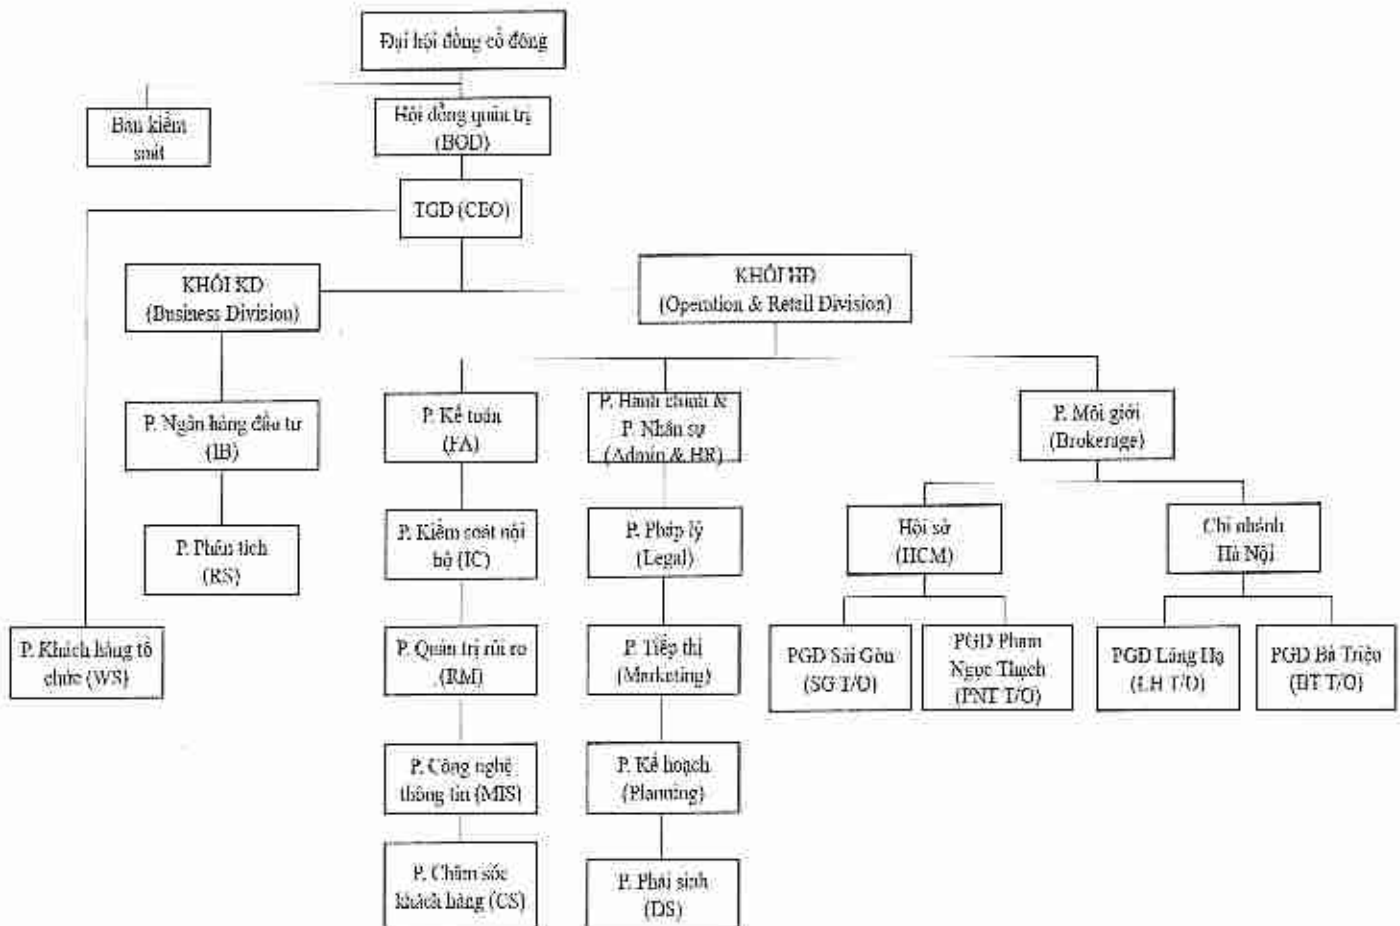 Đại hội đồng cổ đông
Ban kiểm
soát
Hội đồng quản trị
(BOD)
TGD (CEO)
KHỐI KD
(Business Division)
KHỐI HĐ
(Operation & Retail Division)
P. Ngân hàng đầu tư
(IB)
P. Kế toán
(FA)
P. Hành chính &
P. Nhân sự
(Admin & HR)
P. Môi giới
(Brokerage)
P. Phân tích
(RS)
P. Kiểm soát nội
bộ (IC)
P. Pháp lý
(Legal)
Hội sở
(HCM)
Chi nhánh
Hà Nội
P. Khách hàng tổ
chức (WS)
P. Quản trị rủi ro
(RM)
P. Tiếp thị
(Marketing)
PGD Sài Gòn
(SG T/O)
PGD Phạm
Ngọc Thạch
(PNT T/O)
PGD Láng Hạ
(LH T/O)
PGD Bà Triệu
(BT T/O)
P. Công nghệ
thông tin (MIS)
P. Kế hoạch
(Planning)
P. Chăm sóc
khách hàng (CS)
P. Phái sinh
(DS)